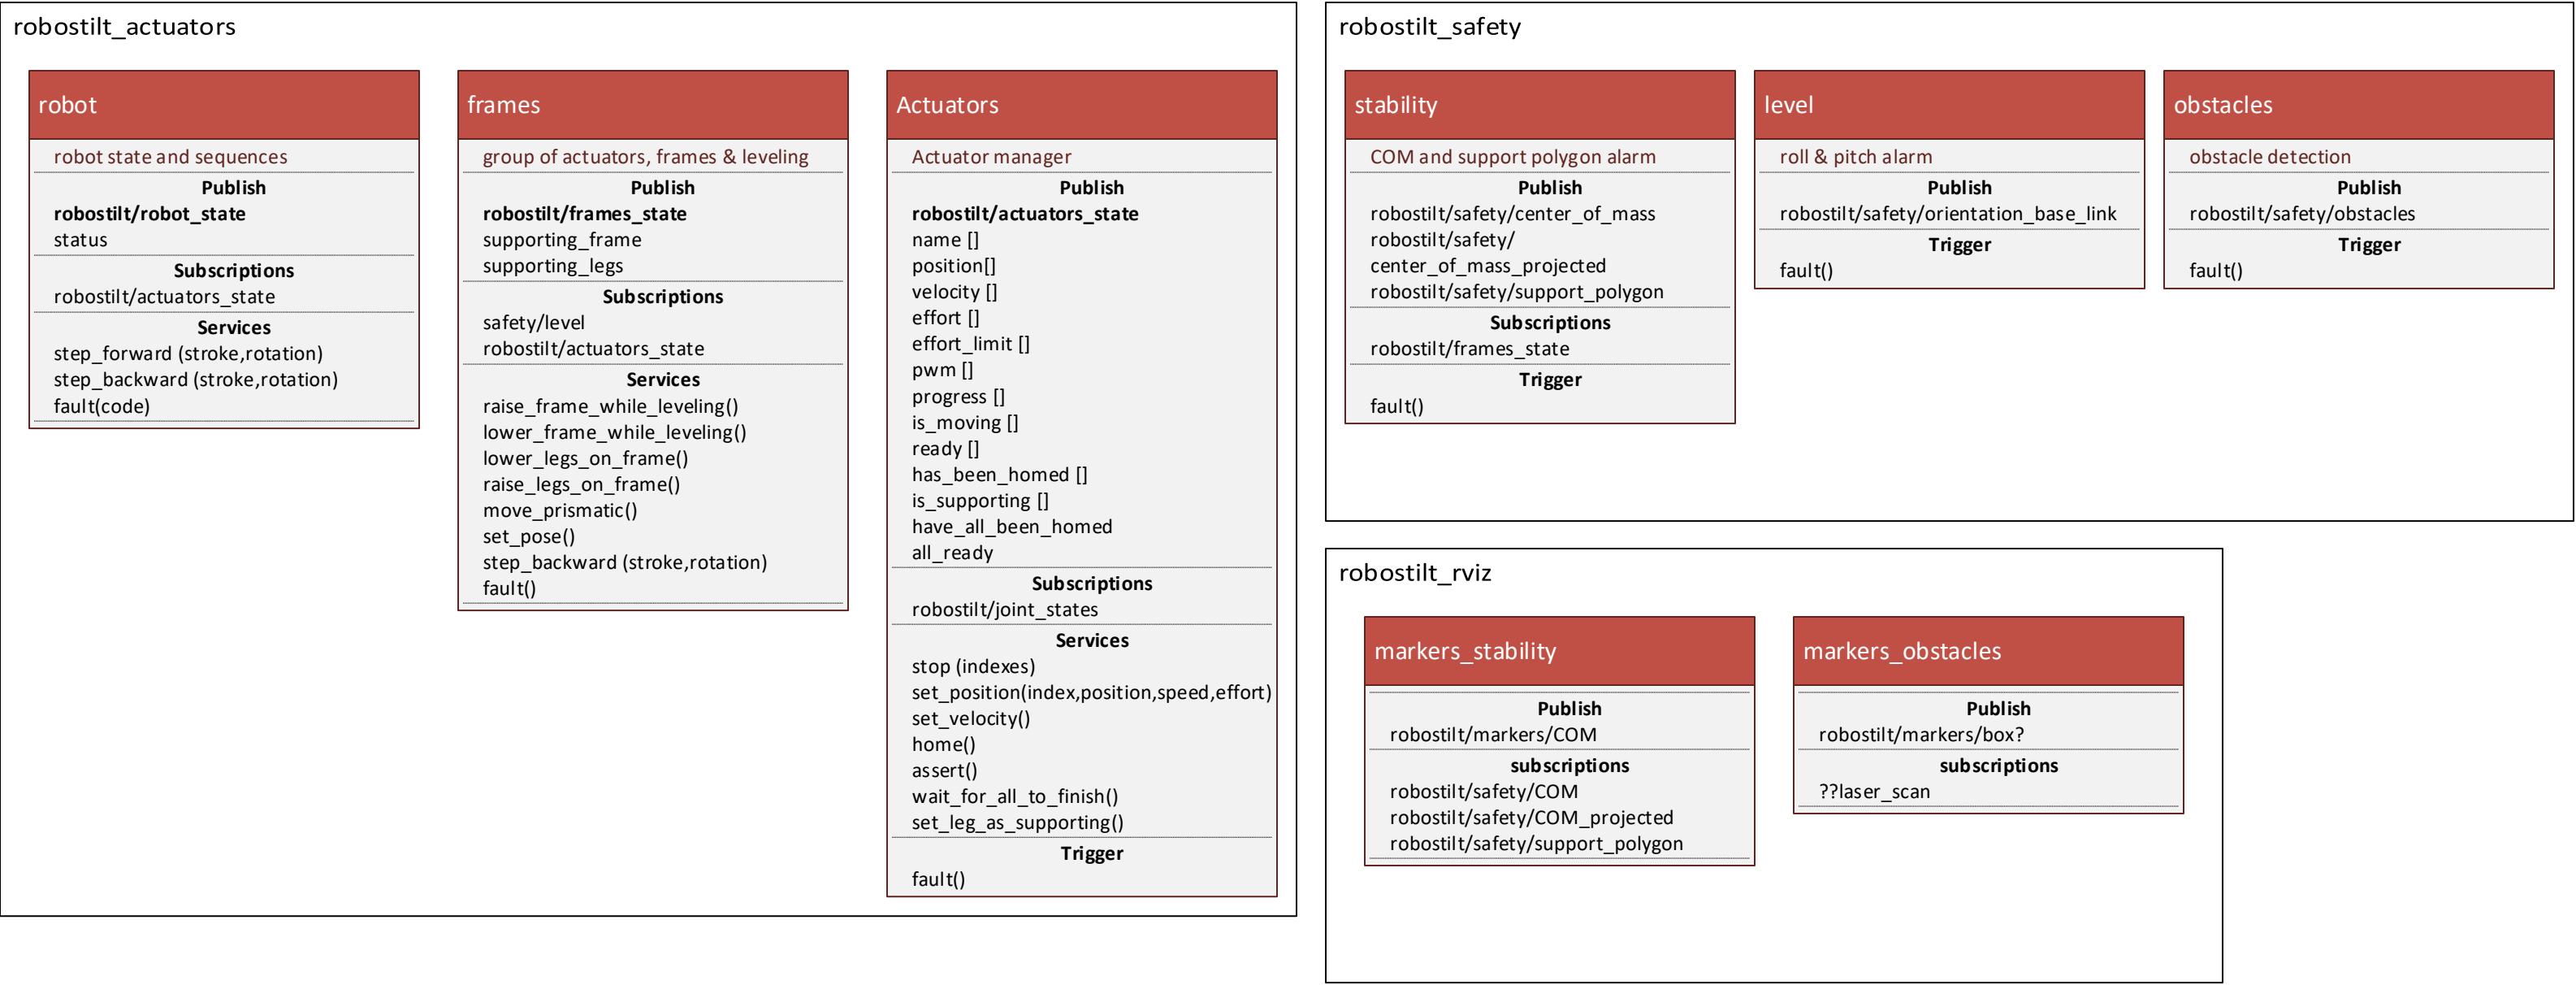 robostilt_actuators
robot
robot state and sequences
Publish
robostilt/robot_state
status
Subscriptions
robostilt/actuators_state
Services
step_forward (stroke,rotation)
step_backward (stroke,rotation)
fault(code)
frames
group of actuators, frames & leveling
Publish
robostilt/frames_state
supporting_frame
supporting_legs
Subscriptions
safety/level
robostilt/actuators_state
Services
raise_frame_while_leveling()
lower_frame_while_leveling()
lower_legs_on_frame()
raise_legs_on_frame()
move_prismatic()
set_pose()
step_backward (stroke,rotation)
fault()
Actuators
Actuator manager
Publish
robostilt/actuators_state
name []
position[]
velocity []
effort []
effort_limit []
pwm []
progress []
is_moving []
ready []
has_been_homed []
is_supporting []
have_all_been_homed
all_ready
Subscriptions
robostilt/joint_states
Services
stop (indexes)
set_position(index,position,speed,effort)
set_velocity()
home()
assert()
wait_for_all_to_finish()
set_leg_as_supporting()
Trigger
fault()
robostilt_safety
stability
COM and support polygon alarm
Publish
robostilt/safety/center_of_mass
robostilt/safety/
center_of_mass_projected
robostilt/safety/support_polygon
Subscriptions
robostilt/frames_state
Trigger
fault()
level
roll & pitch alarm
Publish
robostilt/safety/orientation_base_link
Trigger
fault()
obstacles
obstacle detection
Publish
robostilt/safety/obstacles
Trigger
fault()
robostilt_rviz
markers_stability
Publish
robostilt/markers/COM
subscriptions
robostilt/safety/COM
robostilt/safety/COM_projected
robostilt/safety/support_polygon
markers_obstacles
Publish
robostilt/markers/box?
subscriptions
??laser_scan